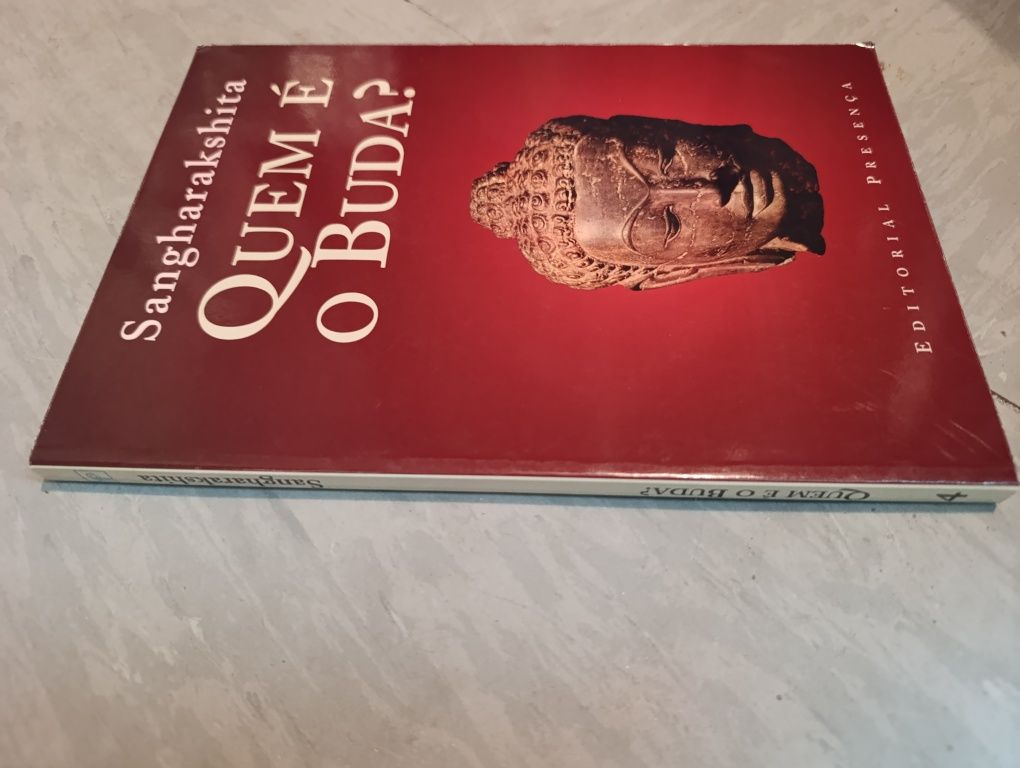 Sangharakshita
QUEM É
O BUDA?
EDITORIAL PRESENÇA
Sangharakshita
QUEM É O BUDA?
4